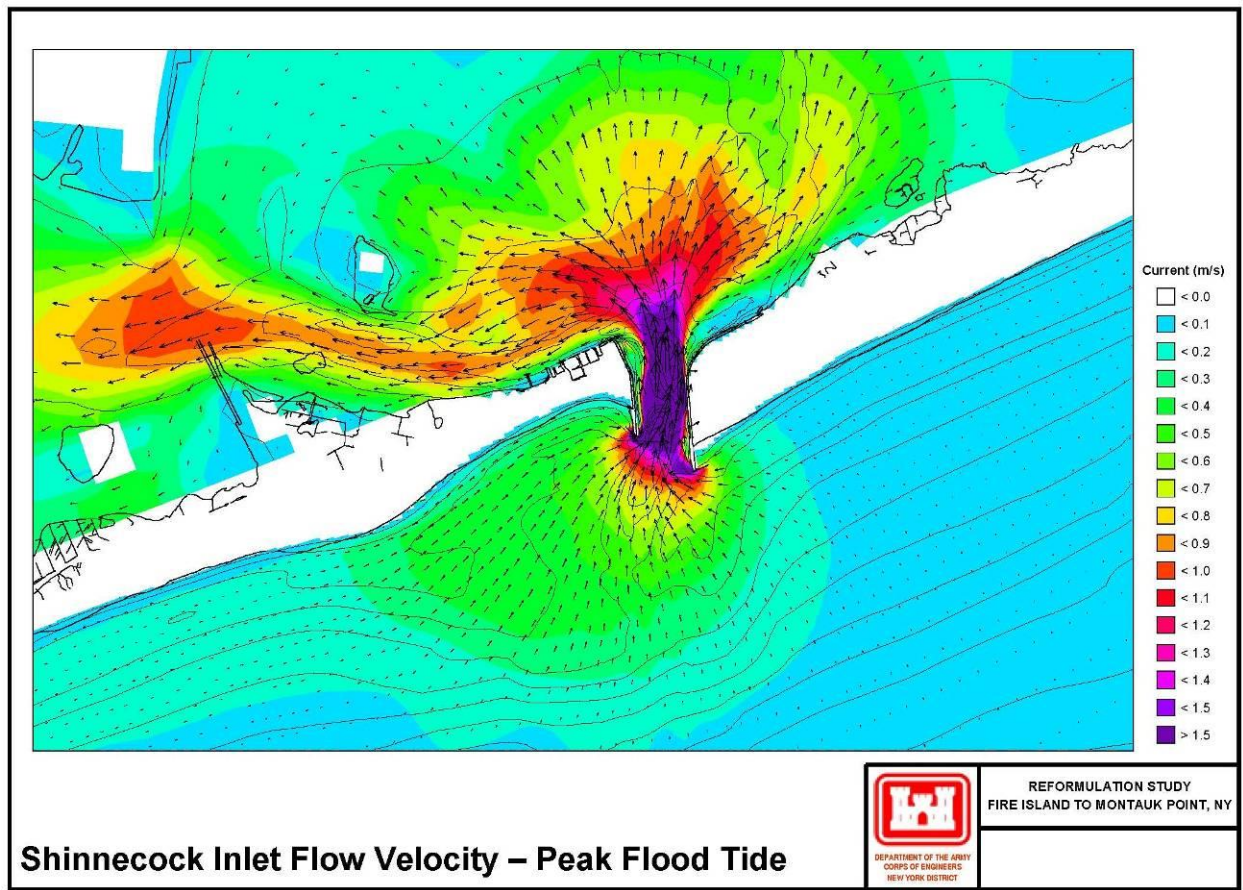 Current (m/s)
< 0.0
< 0.1
< 0.2
< 0.3
< 0.4
< 0.5
< 0.6
< 0.7
< 0.8
< 0.9
< 1.0
< 1.1
< 1.2
< 1.3
< 1.4
< 1.5
> 1.5
Shinnecock Inlet Flow Velocity – Peak Flood Tide
DEPARTMENT OF THE ARMY
CORPS OF ENGINEERS
NEW YORK DISTRICT
REFORMULATION STUDY
FIRE ISLAND TO MONTAUK POINT, NY